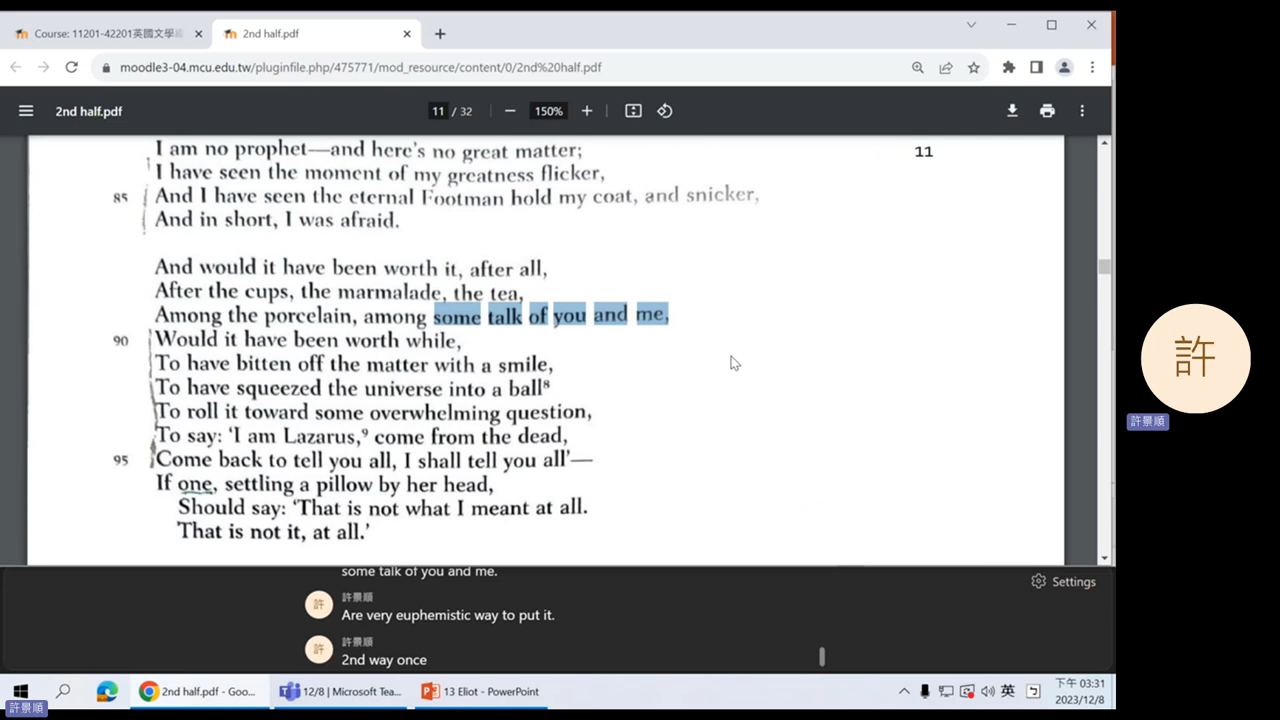 Course: 11201-42201英國文學
2nd half.pdf
moodle3-04.mcu.edu.tw/pluginfile.php/475771/mod_resource/content/0/2nd%20half.pdf
2nd half.pdf
11 / 32
150%
11
I am no prophet—and here's no great matter;
I have seen the moment of my greatness flicker,
85 And I have seen the eternal Footman hold my coat, and snicker,
And in short, I was afraid.
And would it have been worth it, after all,
After the cups, the marmalade, the tea,
Among the porcelain, among some talk of you and me,
90 Would it have been worth while,
To have bitten off the matter with a smile,
To have squeezed the universe into a ball⁸
To roll it toward some overwhelming question,
To say: 'I am Lazarus,⁹ come from the dead,
95 Come back to tell you all, I shall tell you all'—
If one, settling a pillow by her head,
Should say: 'That is not what I meant at all.
That is not it, at all.'
some talk of you and me.
Settings
許 許景順
Are very euphemistic way to put it.
許 許景順
2nd way once
許
許景順
2nd half.pdf - Goo...
12/8 | Microsoft Tea...
13 Eliot - PowerPoint
英
ㄅ
下午 03:31
2023/12/8
許景順